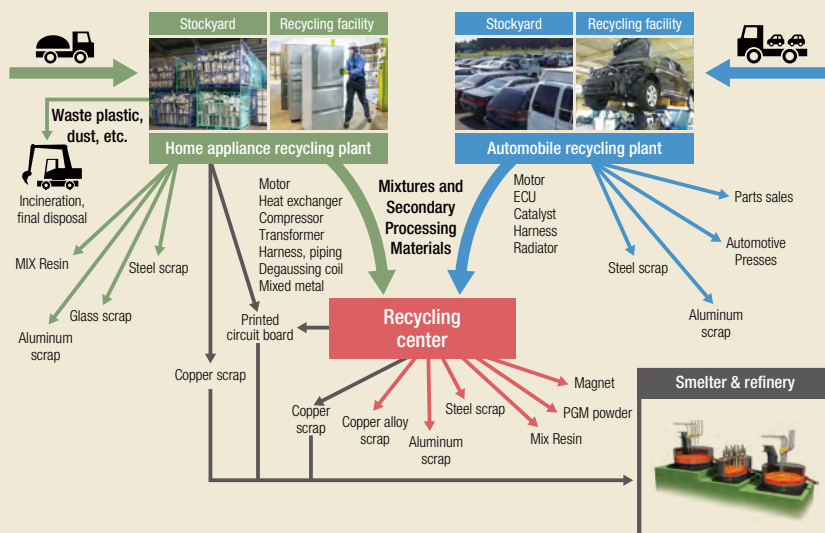 Stockyard
Recycling facility
Stockyard
Recycling facility
Waste plastic,
dust, etc.
Home appliance recycling plant
Automobile recycling plant
Incineration,
final disposal
MIX Resin
Aluminum
scrap
Glass scrap
Steel scrap
Copper scrap
Motor
Heat exchanger
Compressor
Transformer
Harness, piping
Degaussing coil
Mixed metal
Printed
circuit board
Mixtures and
Secondary
Processing
Materials
Motor
ECU
Catalyst
Harness
Radiator
Steel scrap
Parts sales
Automotive
Presses
Aluminum
scrap
Recycling
center
Copper
scrap
Copper alloy
scrap
Aluminum
scrap
Steel scrap
Mix Resin
PGM powder
Magnet
Smelter & refinery